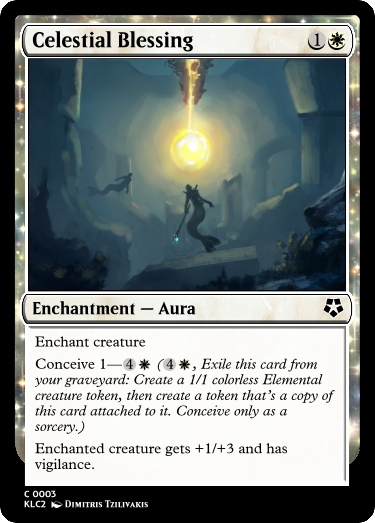 Celestial Blessing 1
Enchantment — Aura
Enchant creature
Conceive 1—4 (4, Exile this card from
your graveyard: Create a 1/1 colorless Elemental
creature token, then create a token that's a copy of
this card attached to it. Conceive only as a
sorcery.)
Enchanted creature gets +1/+3 and has
vigilance.
C 0003
KLC2 Dimitris Tzilivakis